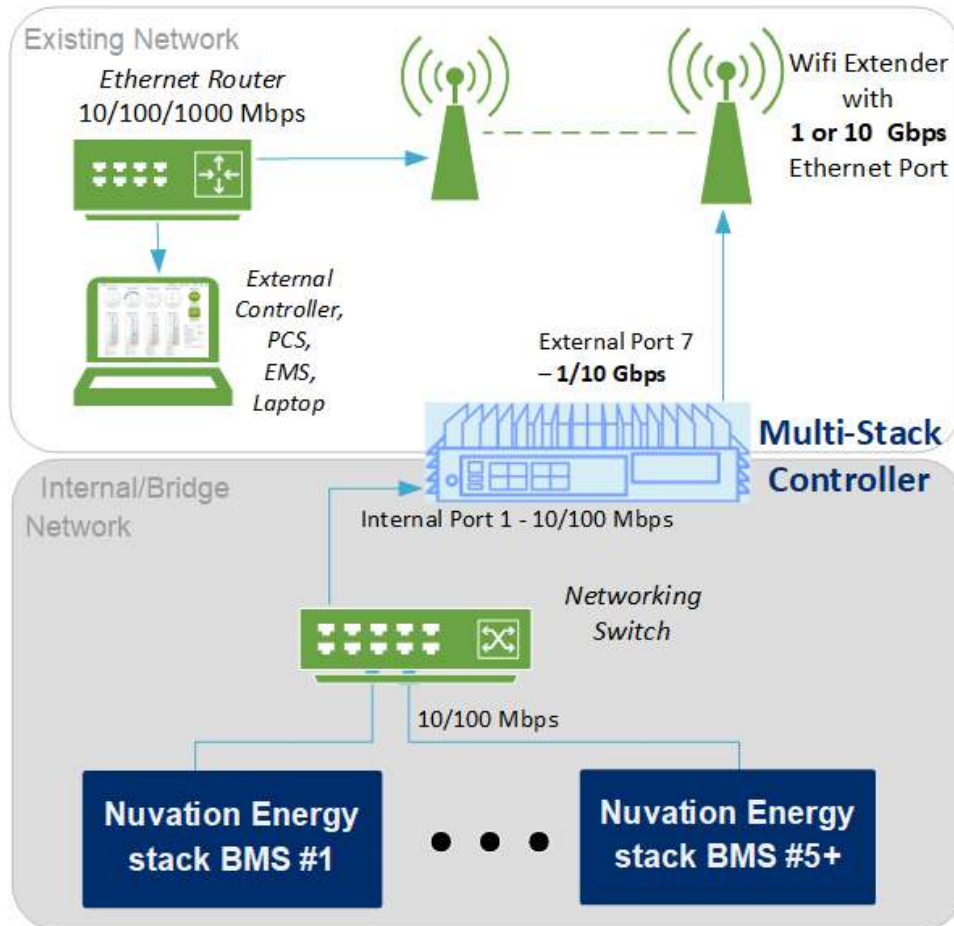 Existing Network
Ethernet Router
10/100/1000 Mbps
Wifi Extender
with
1 or 10 Gbps
Ethernet Port
External
Controller,
PCS,
EMS,
Laptop
External Port 7
– 1/10 Gbps
Multi-Stack
Controller
Internal/Bridge
Network
Internal Port 1 - 10/100 Mbps
Networking
Switch
10/100 Mbps
Nuvation Energy
stack BMS #1
Nuvation Energy
stack BMS #5+